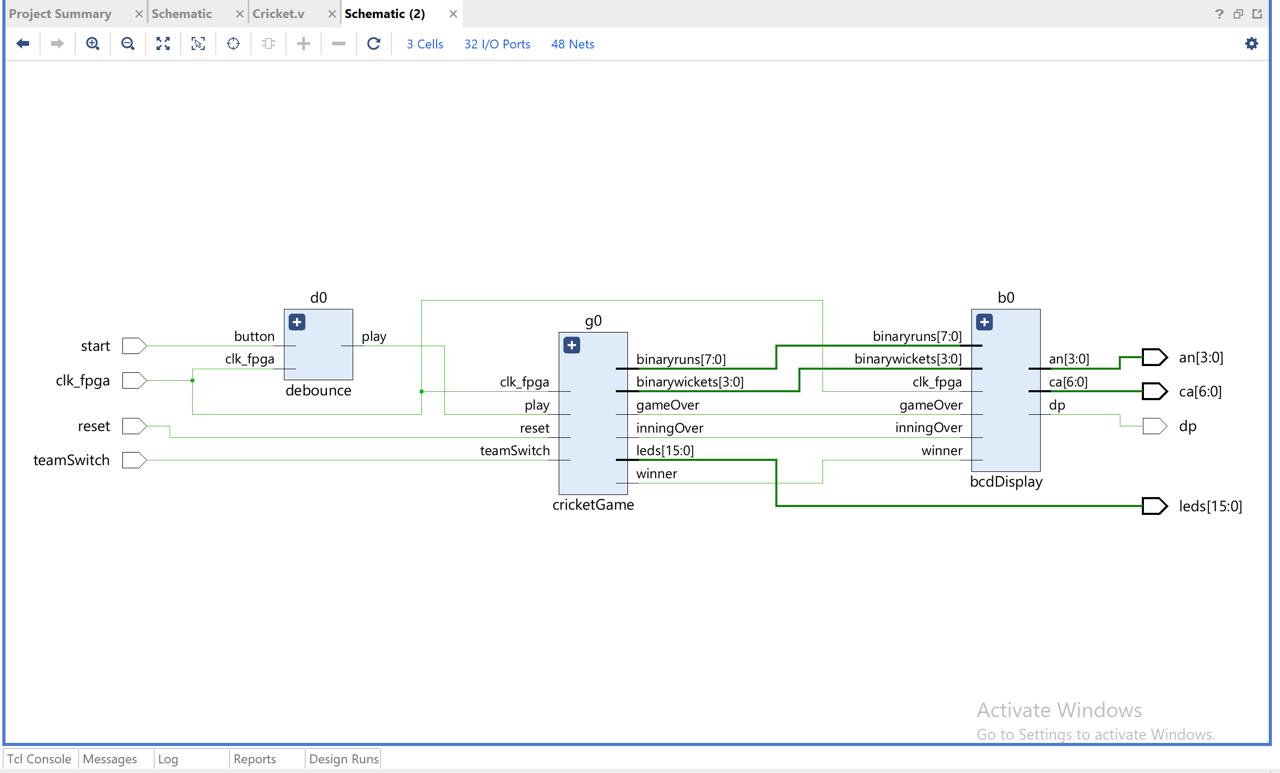 Project Summary
Schematic
Cricket.v
Schematic (2)
3 Cells
32 I/O Ports
48 Nets
d0
button
clk_fpga
play
debounce
start
clk_fpga
reset
teamSwitch
g0
clk_fpga
play
reset
teamSwitch
binaryruns[7:0]
binarywickets[3:0]
gameOver
inningOver
leds[15:0]
winner
cricketGame
b0
binaryruns[7:0]
binarywickets[3:0]
clk_fpga
gameOver
inningOver
winner
an[3:0]
ca[6:0]
dp
bcdDisplay
an[3:0]
ca[6:0]
dp
leds[15:0]
Activate Windows
Go to Settings to activate Windows.
Tcl Console
Messages
Log
Reports
Design Runs